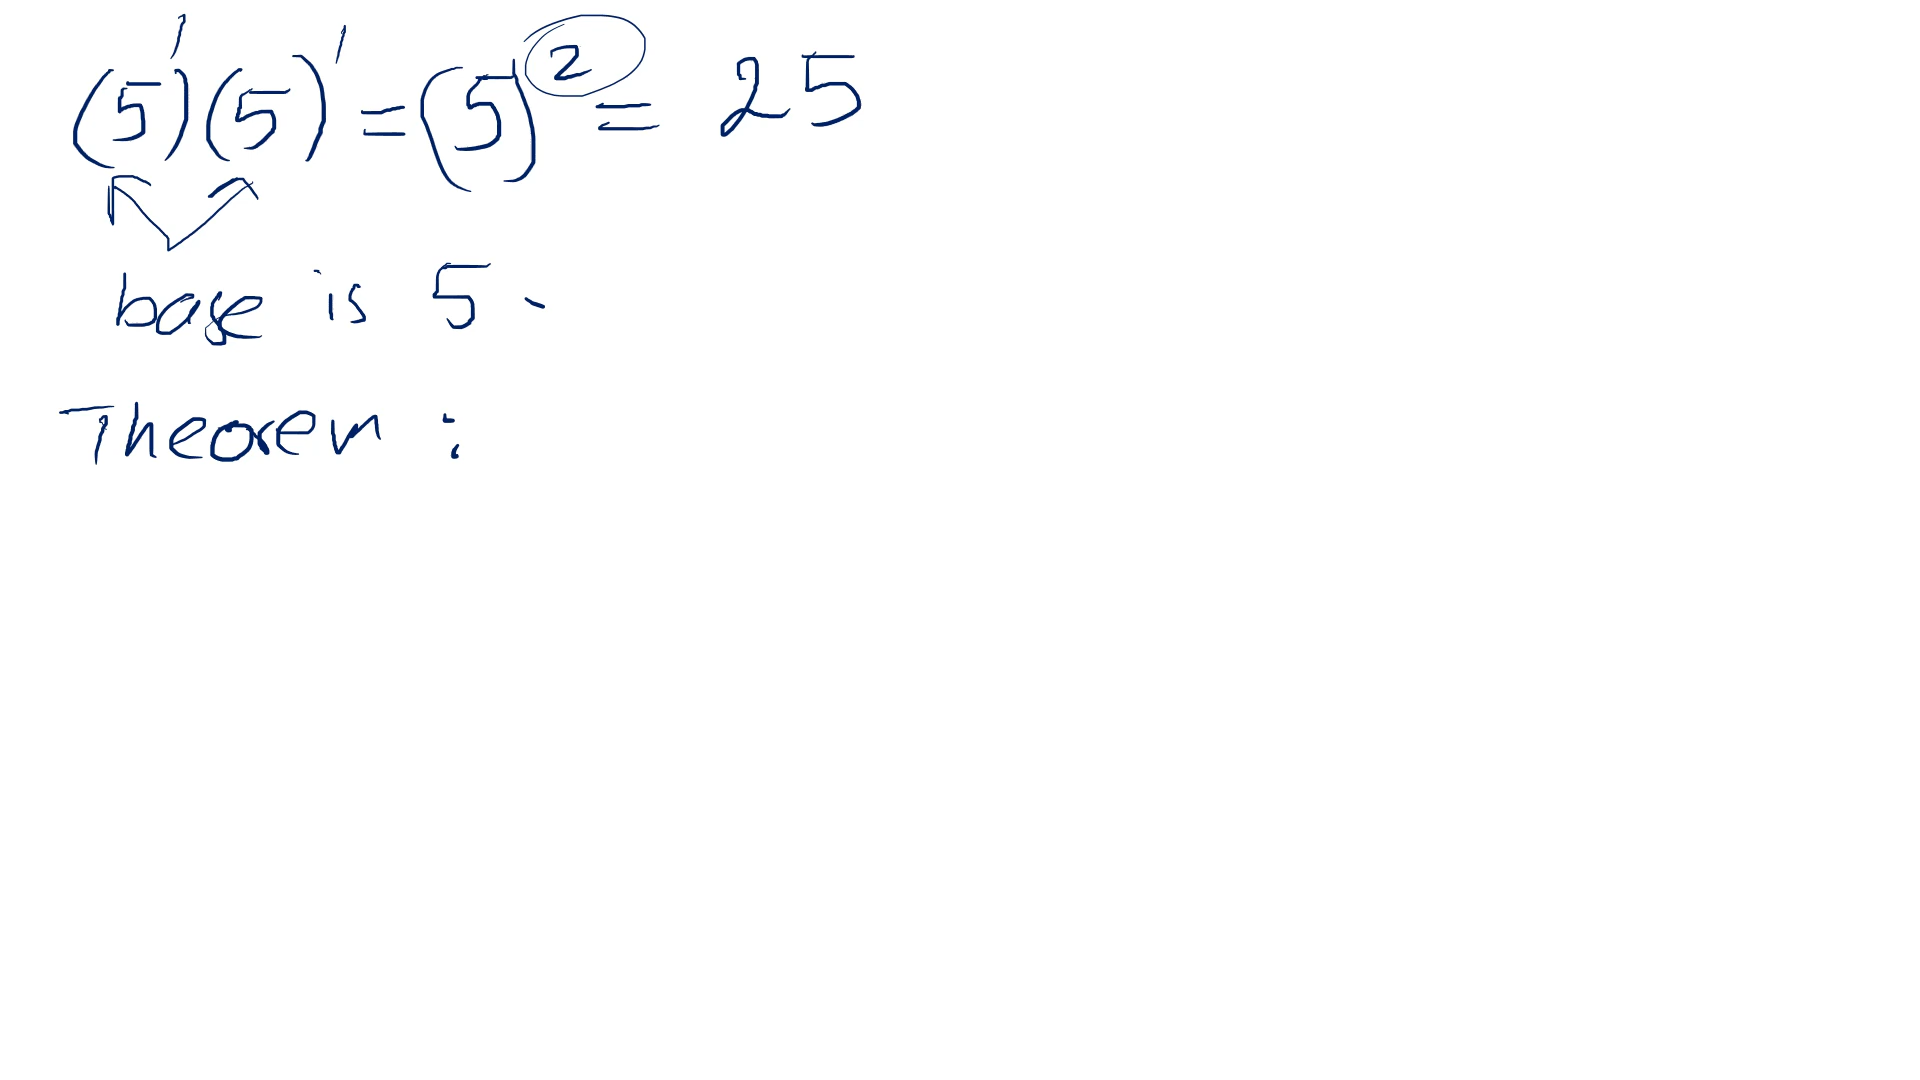 (5)¹(5)¹ = (5)² = 25
base is 5.
Theorem :